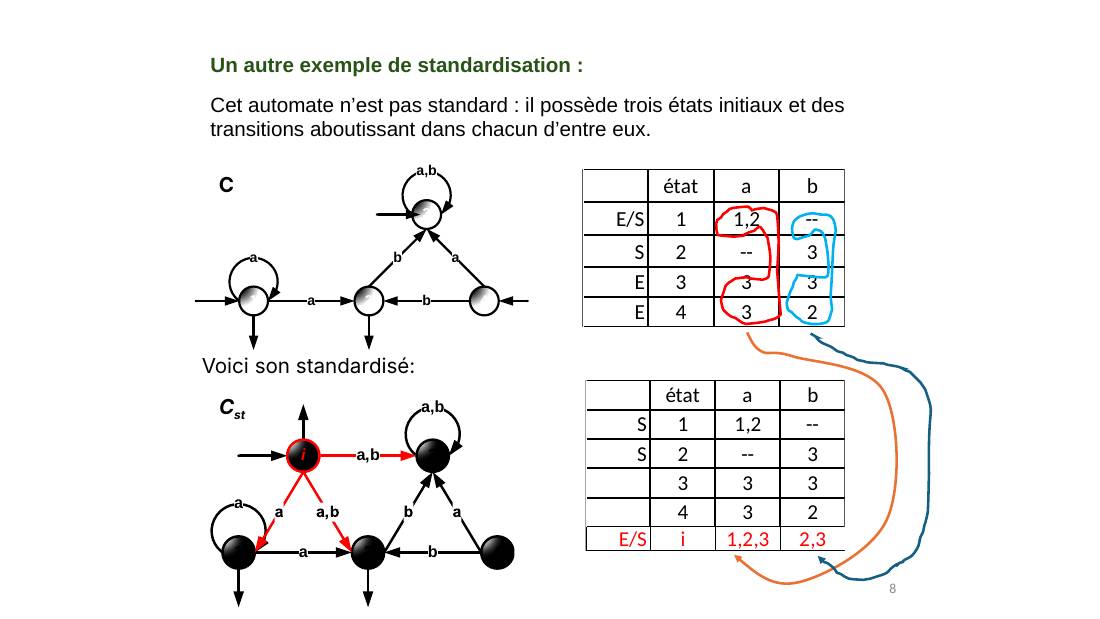 Un autre exemple de standardisation :
Cet automate n’est pas standard : il possède trois états initiaux et des
transitions aboutissant dans chacun d’entre eux.
C
a,b
b
a
a
a
b
état a b
E/S 1 1,2 --
S 2 -- 3
E 3 3 3
E 4 3 2
Voici son standardisé:
Cst
a,b
i
a,b
a
a
a,b
b
a
a
b
état a b
S 1 1,2 --
S 2 -- 3
3 3 3
4 3 2
E/S i 1,2,3 2,3
8